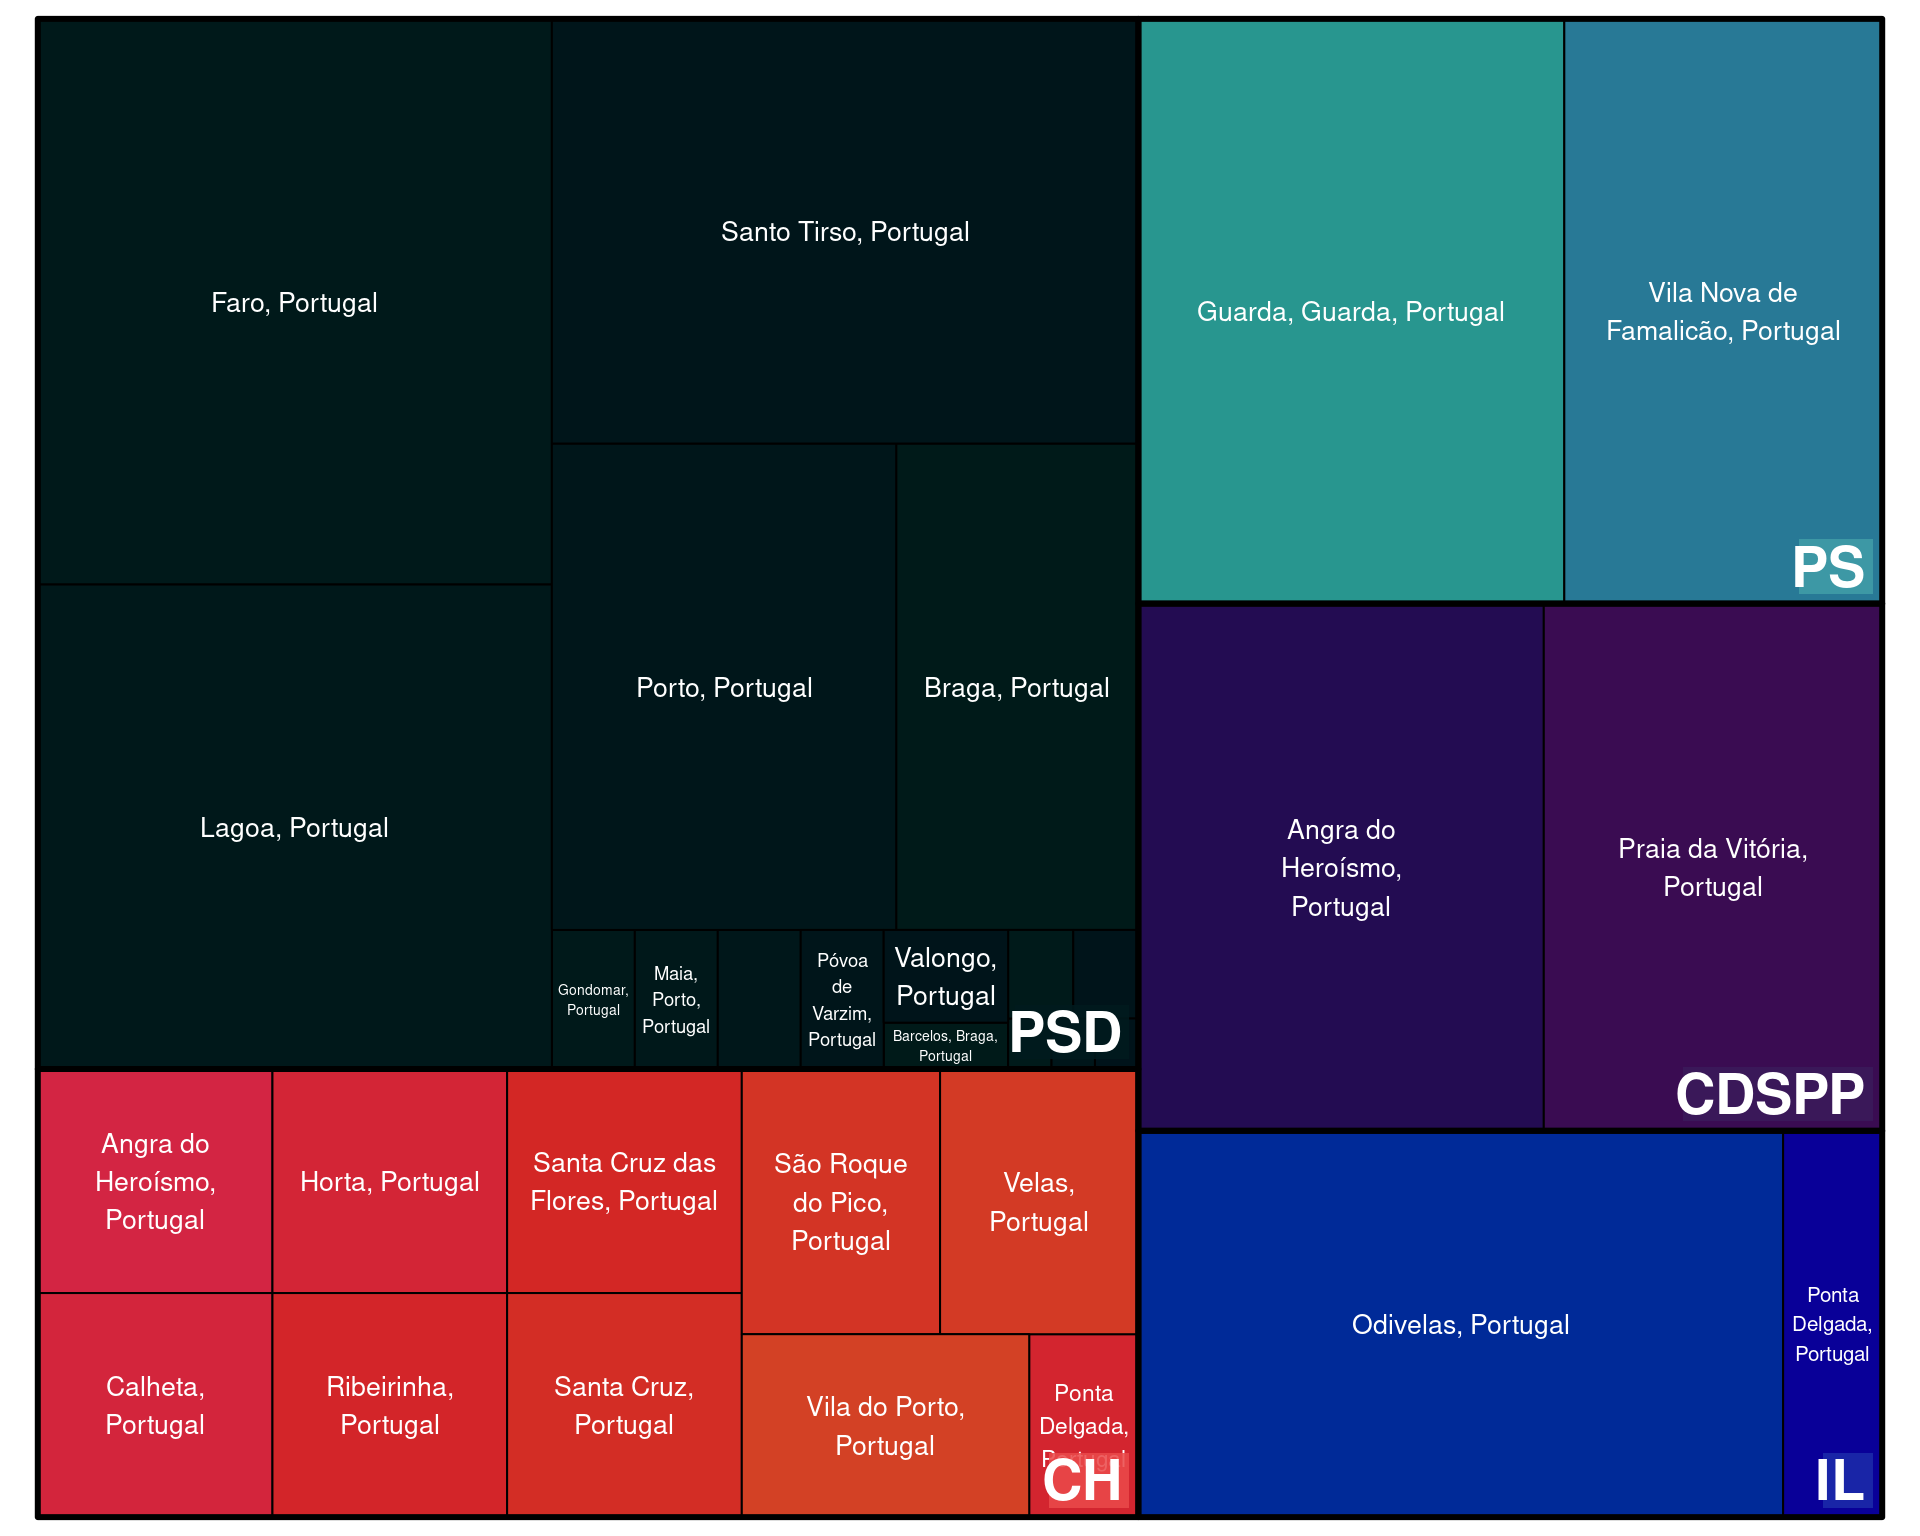 Faro, Portugal
Santo Tirso, Portugal
Lagoa, Portugal
Porto, Portugal
Braga, Portugal
Gondomar,
Portugal
Maia,
Porto,
Portugal
Póvoa
de
Varzim,
Portugal
Valongo,
Portugal
Barcelos, Braga,
Portugal
PSD
Guarda, Guarda, Portugal
Vila Nova de
Famalicão, Portugal
PS
Angra do
Heroísmo,
Portugal
Praia da Vitória,
Portugal
CDSPP
Angra do
Heroísmo,
Portugal
Horta, Portugal
Santa Cruz das
Flores, Portugal
São Roque
do Pico,
Portugal
Velas,
Portugal
Calheta,
Portugal
Ribeirinha,
Portugal
Santa Cruz,
Portugal
Vila do Porto,
Portugal
Ponta
Delgada,
Portugal
CH
Odivelas, Portugal
Ponta
Delgada,
Portugal
IL